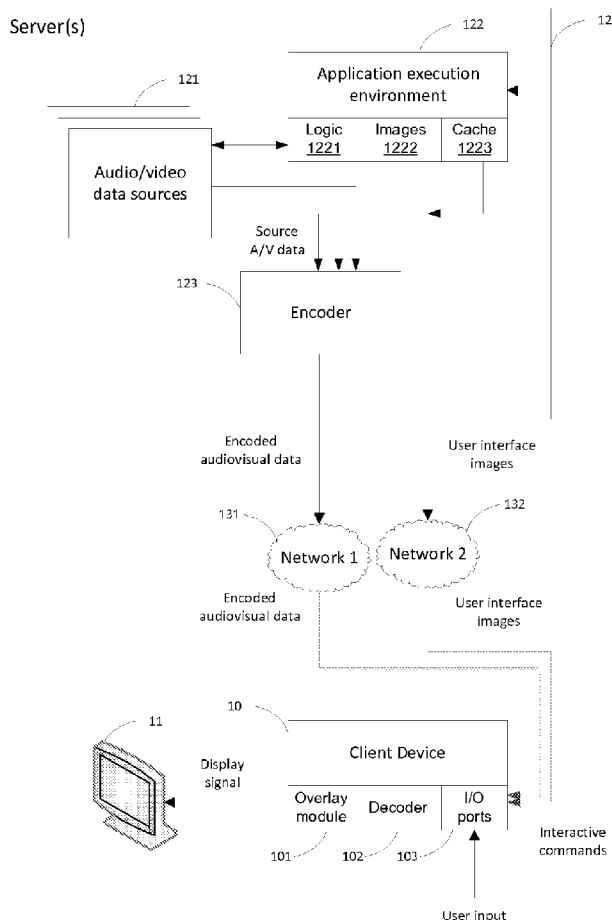 Server(s)
122
12
121
Application execution
environment
Logic
1221
Images
1222
Cache
1223
Audio/video
data sources
Source
A/V data
123
Encoder
Encoded
audiovisual data
User interface
images
131
132
Network 1
Network 2
Encoded
audiovisual data
User interface
images
10
11
Client Device
Display
signal
Overlay
module
Decoder
I/O
ports
101
102
103
Interactive
commands
User input